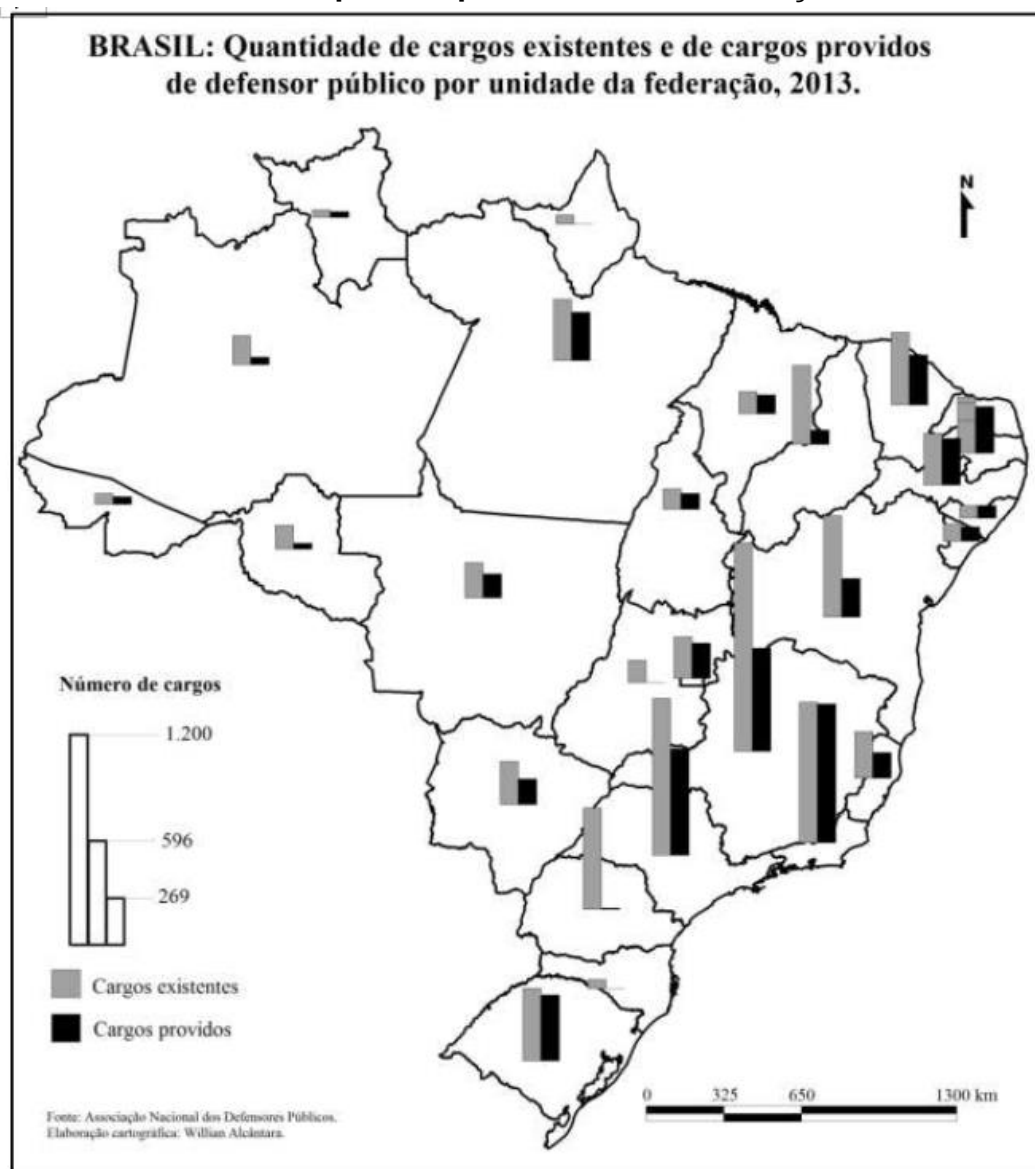 BRASIL: Quantidade de cargos existentes e de cargos providos
de defensor público por unidade da federação, 2013.
N
Número de cargos
1.200
596
269
Cargos existentes
Cargos providos
0 325 650 1300 km
Fonte: Associação Nacional dos Defensores Públicos.
Elaboração cartográfica: Willian Alcântara.